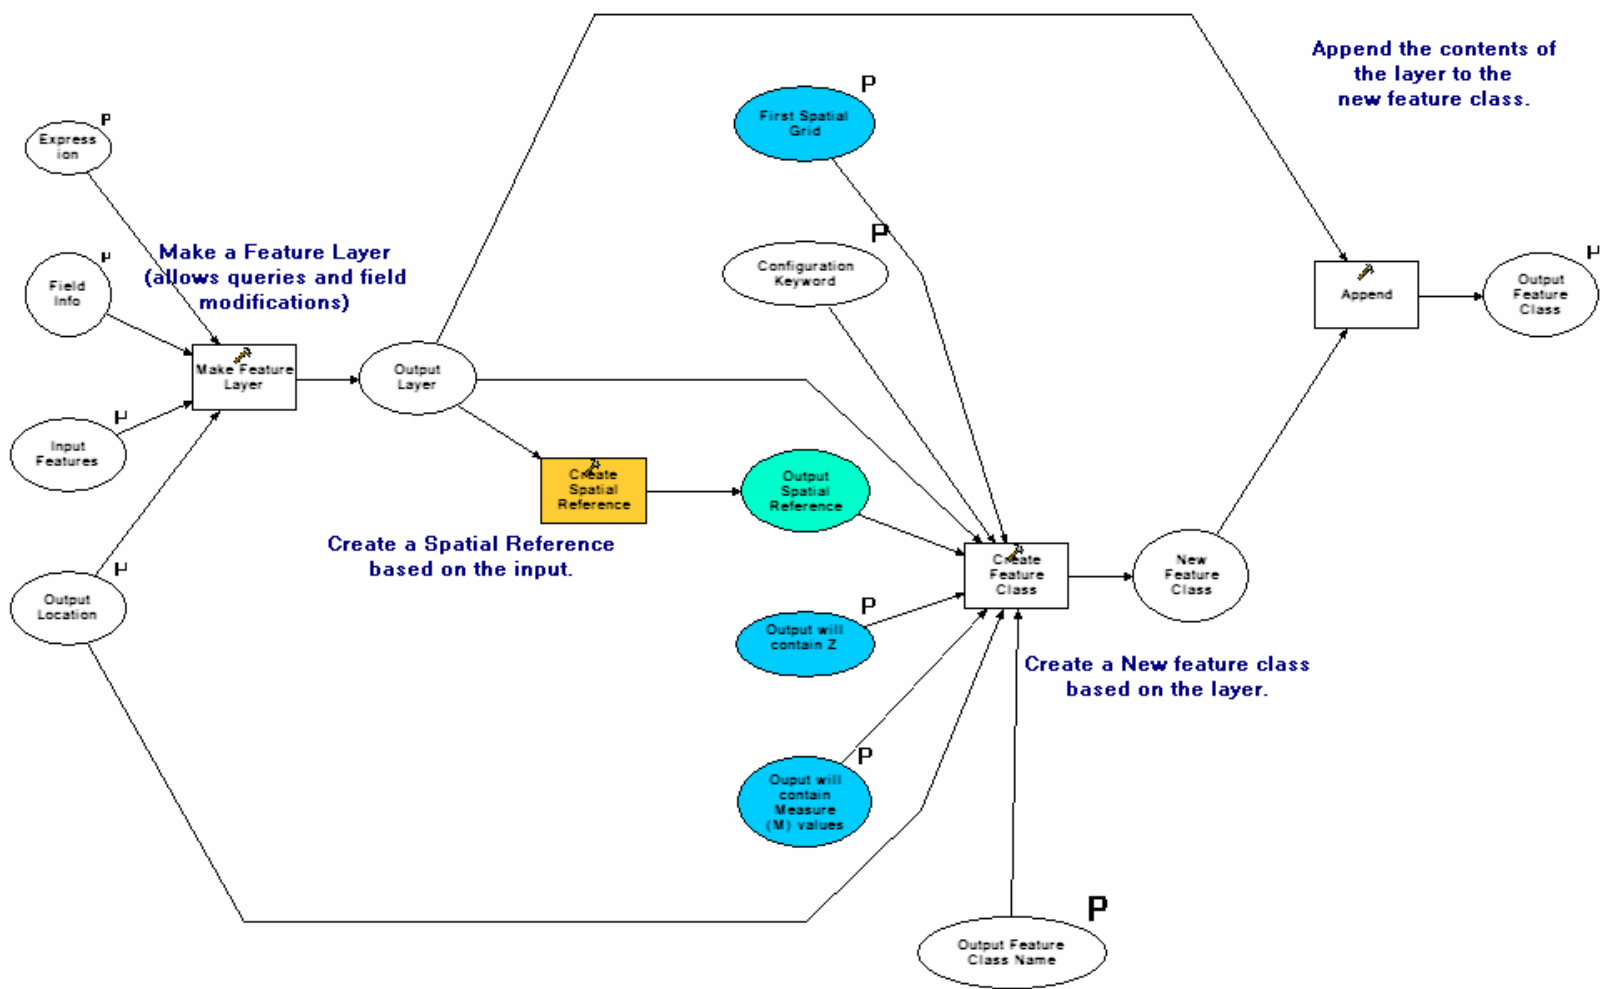 Append the contents of
the layer to the
new feature class.
P
First Spatial
Grid
P
Express
ion
P
Configuration
Keyword
Make a Feature Layer
(allows queries and field
modifications)
Field
Info
Output
Feature
Class
Append
Make Feature
Layer
Output
Layer
Input
Features
Create
Spatial
Reference
Output
Spatial
Reference
Create a Spatial Reference
based on the input.
Create
Feature
Class
New
Feature
Class
Output
Location
P
Output will
contain Z
Create a New feature class
based on the layer.
P
Ouput will
contain
Measure
(M) values
P
Output Feature
Class Name